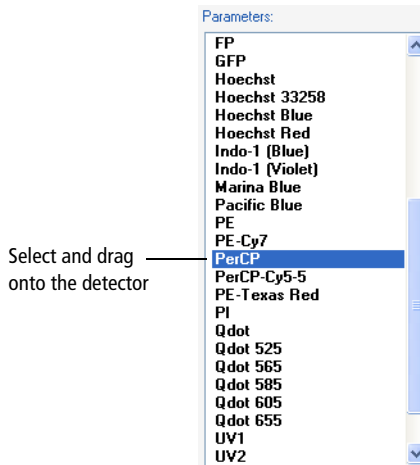 Parameters:
FP
GFP
Hoechst
Hoechst 33258
Hoechst Blue
Hoechst Red
Indo-1 (Blue)
Indo-1 (Violet)
Marina Blue
Pacific Blue
PE
PE-Cy7
Select and drag
onto the detector
PerCP
PerCP-Cy5-5
PE-Texas Red
PI
Qdot
Qdot 525
Qdot 565
Qdot 585
Qdot 605
Qdot 655
UV1
UV2